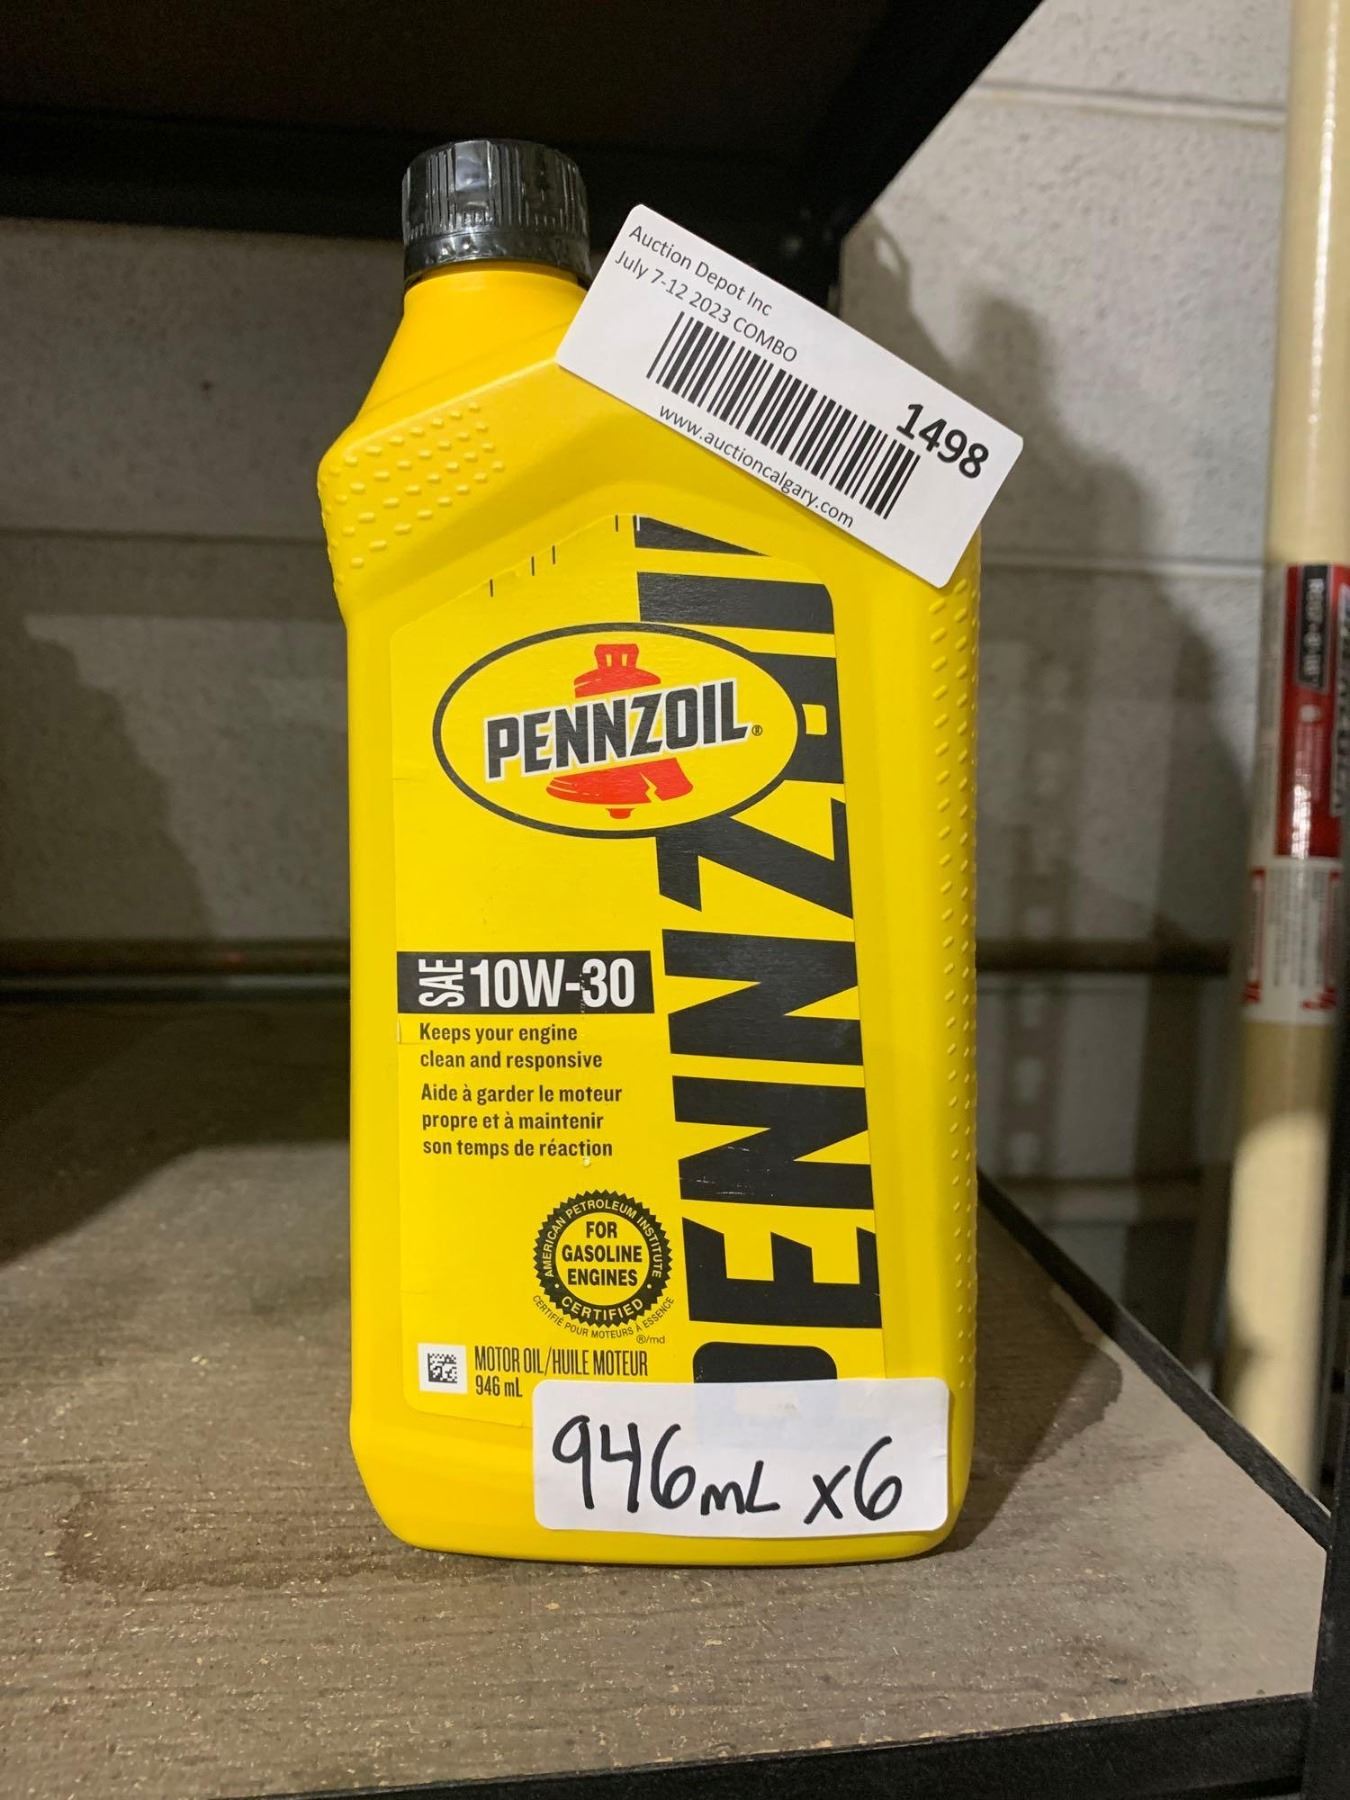 Auction Depot Inc
July 7-12 2023 COMBO
1498
www.auctioncalgary.com
PENNZOIL®
PENNZOIL
SAE 10W-30
Keeps your engine
clean and responsive
Aide à garder le moteur
propre et à maintenir
son temps de réaction
AMERICAN PETROLEUM INSTITUTE
FOR
GASOLINE
ENGINES
CERTIFIED
CERTIFIÉ POUR MOTEURS À ESSENCE
®/md
MOTOR OIL/HUILE MOTEUR
946 mL
946mL x6